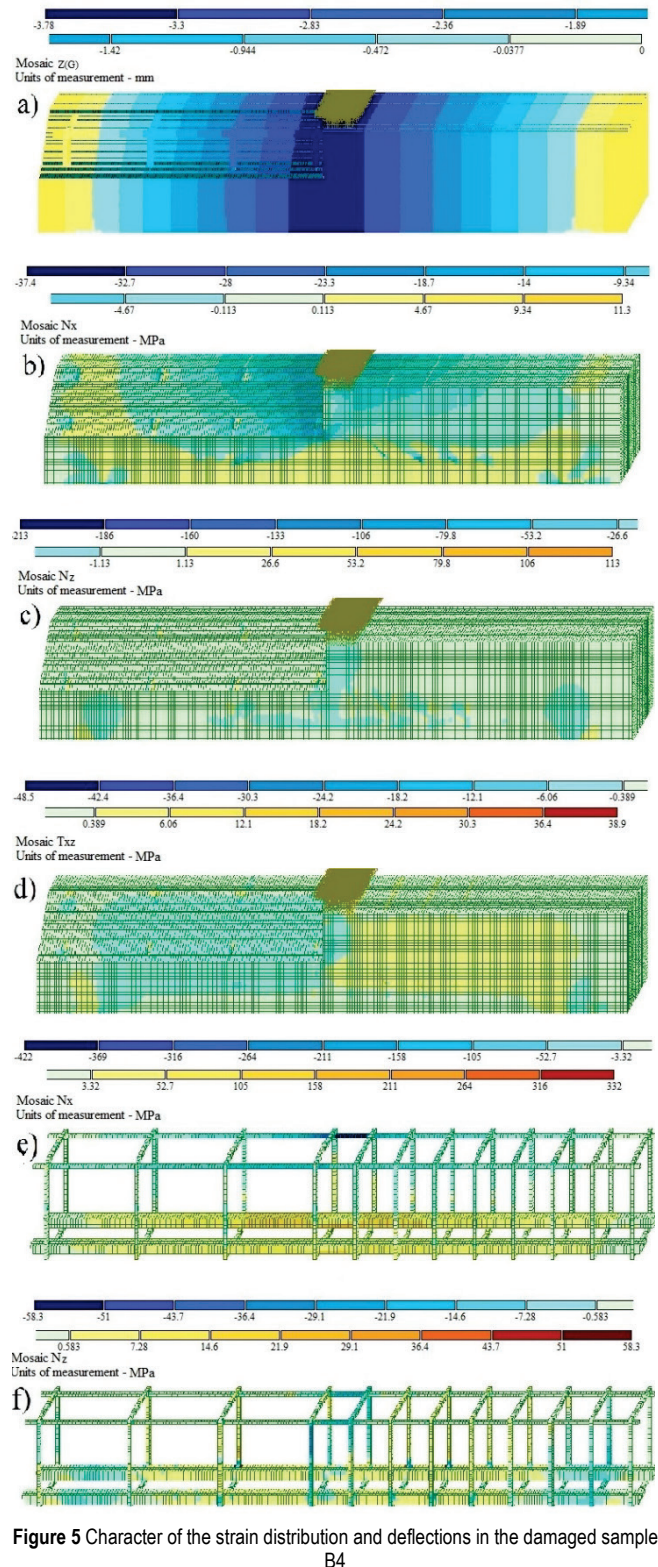 -3.78 -3.3 -2.83 -2.36 -1.89
-1.42 -0.944 -0.472 -0.0377 0
Mosaic Z(G)
Units of measurement - mm
a)
-37.4 -32.7 -28 -23.3 -18.7 -14 -9.34
-4.67 -0.113 0.113 4.67 9.34 11.3
Mosaic Nx
Units of measurement - MPa
b)
-213 -186 -160 -133 -106 -79.8 -53.2 -26.6
-1.13 1.13 26.6 53.2 79.8 106 113
Mosaic Nz
Units of measurement - MPa
c)
-48.5 -42.4 -36.4 -30.3 -24.2 -18.2 -12.1 -6.06 -0.389
0.389 6.06 12.1 18.2 24.2 30.3 36.4 38.9
Mosaic Txz
Units of measurement - MPa
d)
-422 -369 -316 -264 -211 -158 -105 -52.7 -3.32
3.32 52.7 105 158 211 264 316 332
Mosaic Nx
Units of measurement - MPa
e)
-58.3 -51 -43.7 -36.4 -29.1 -21.9 -14.6 -7.28 -0.583
0.583 7.28 14.6 21.9 29.1 36.4 43.7 51 58.3
Mosaic Nz
Units of measurement - MPa
f)
Figure 5 Character of the strain distribution and deflections in the damaged sample
B4